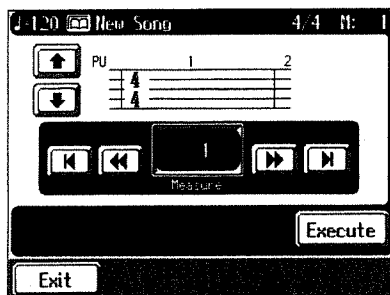 ♩=120 New Song 4/4 M: 1
PU 1 2
4
4
1
Measure
Execute
Exit